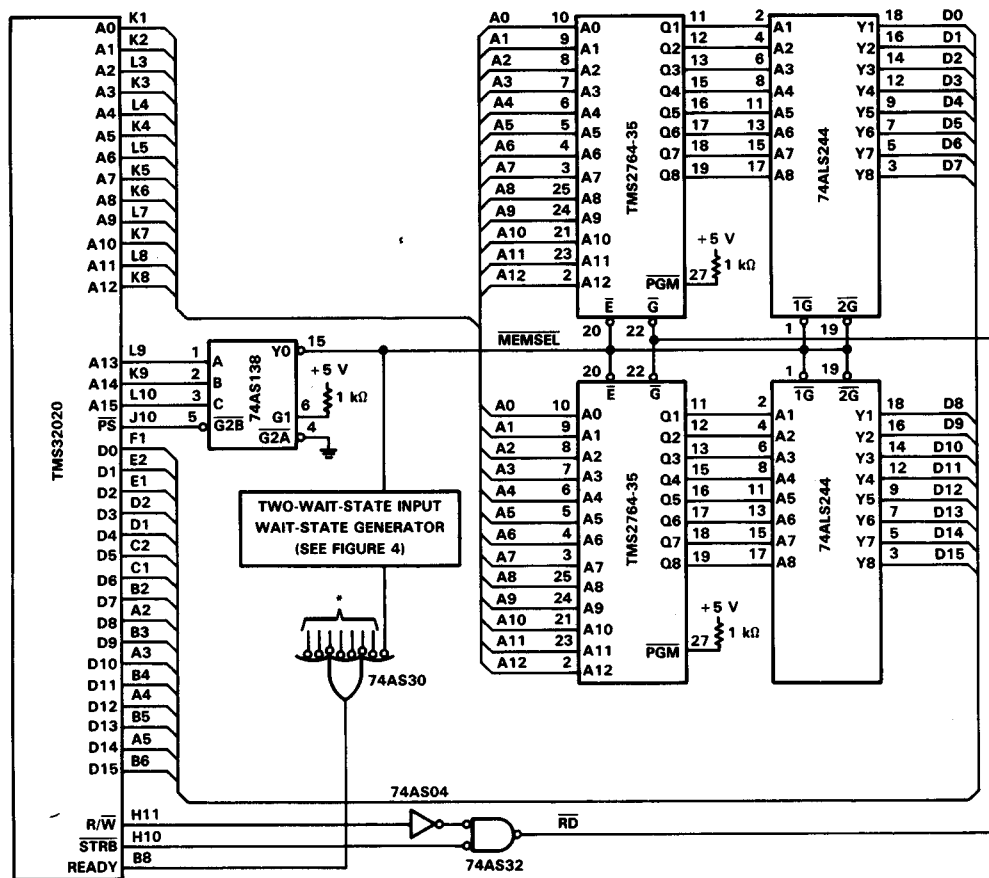 TMS32020
A0 K1
A1 K2
A2 L3
A3 K3
A4 L4
A5 K4
A6 L5
A7 K5
A8 K6
A9 L7
A10 K7
A11 L8
A12 K8
A13 L9
A14 K9
A15 L10
PS J10
D0 F1
D1 E2
D2 E1
D3 D2
D4 D1
D5 C2
D6 C1
D7 B2
D8 A2
D9 B3
D10 A3
D11 B4
D12 A4
D13 B5
D14 A5
D15 B6
R/W H11
STRB H10
READY B8
1 A Y0 15
2 B
3 C
5 G2B
G1 6
G2A 4
74AS138
+5 V
1 kΩ
MEMSEL
TWO-WAIT-STATE INPUT
WAIT-STATE GENERATOR
(SEE FIGURE 4)
*
74AS30
74AS04
74AS32
RD
A0 10 A0 Q1 11 2 A1 Y1 18 D0
A1 9 A1 Q2 12 4 A2 Y2 16 D1
A2 8 A2 Q3 13 6 A3 Y3 14 D2
A3 7 A3 Q4 15 8 A4 Y4 12 D3
A4 6 A4 Q5 16 11 A5 Y5 9 D4
A5 5 A5 Q6 17 13 A6 Y6 7 D5
A6 4 A6 Q7 18 15 A7 Y7 5 D6
A7 3 A7 Q8 19 17 A8 Y8 3 D7
A8 25 A8
A9 24 A9
A10 21 A10
A11 23 A11
A12 2 A12
TMS2764-35
74ALS244
+5 V
1 kΩ
PGM 27
E G 1G 2G
20 22 1 19
20 22 1 19
E G 1G 2G
A0 10 A0 Q1 11 2 A1 Y1 18 D8
A1 9 A1 Q2 12 4 A2 Y2 16 D9
A2 8 A2 Q3 13 6 A3 Y3 14 D10
A3 7 A3 Q4 15 8 A4 Y4 12 D11
A4 6 A4 Q5 16 11 A5 Y5 9 D12
A5 5 A5 Q6 17 13 A6 Y6 7 D13
A6 4 A6 Q7 18 15 A7 Y7 5 D14
A7 3 A7 Q8 19 17 A8 Y8 3 D15
A8 25 A8
A9 24 A9
A10 21 A10
A11 23 A11
A12 2 A12
TMS2764-35
74ALS244
+5 V
1 kΩ
PGM 27